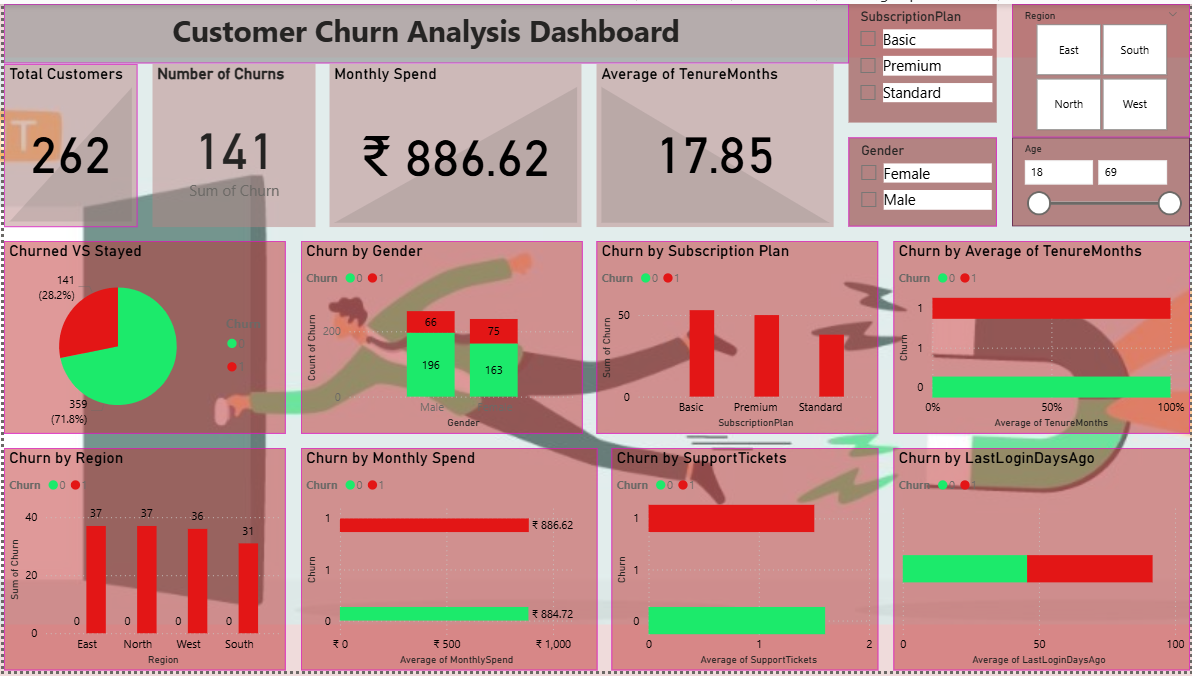 Customer Churn Analysis Dashboard
SubscriptionPlan
Basic
Premium
Standard
Region
East
South
North
West
Total Customers
262
Number of Churns
141
Sum of Churn
Monthly Spend
₹ 886.62
Average of TenureMonths
17.85
Gender
Female
Male
Age
18
69
T
Churned VS Stayed
141
(28.2%)
359
(71.8%)
Churn
0
1
Churn by Gender
Churn 0 1
Count of Churn
200
0
66
196
75
163
Male
Gender
Churn by Subscription Plan
Churn 0 1
Sum of Churn
50
0
Basic
Premium
Standard
SubscriptionPlan
Churn by Average of TenureMonths
Churn 0 1
Churn
1
1
0
0%
50%
100%
Average of TenureMonths
Churn by Region
Churn 0 1
Sum of Churn
40
20
0
37
37
36
31
0
0
0
0
East
North
West
South
Region
Churn by Monthly Spend
Churn 0 1
Churn
1
1
0
₹ 886.62
₹ 884.72
₹ 0
₹ 500
₹ 1,000
Average of MonthlySpend
Churn by SupportTickets
Churn 0 1
Churn
1
1
0
0
1
2
Average of SupportTickets
Churn by LastLoginDaysAgo
Churn 0 1
0
50
100
Average of LastLoginDaysAgo